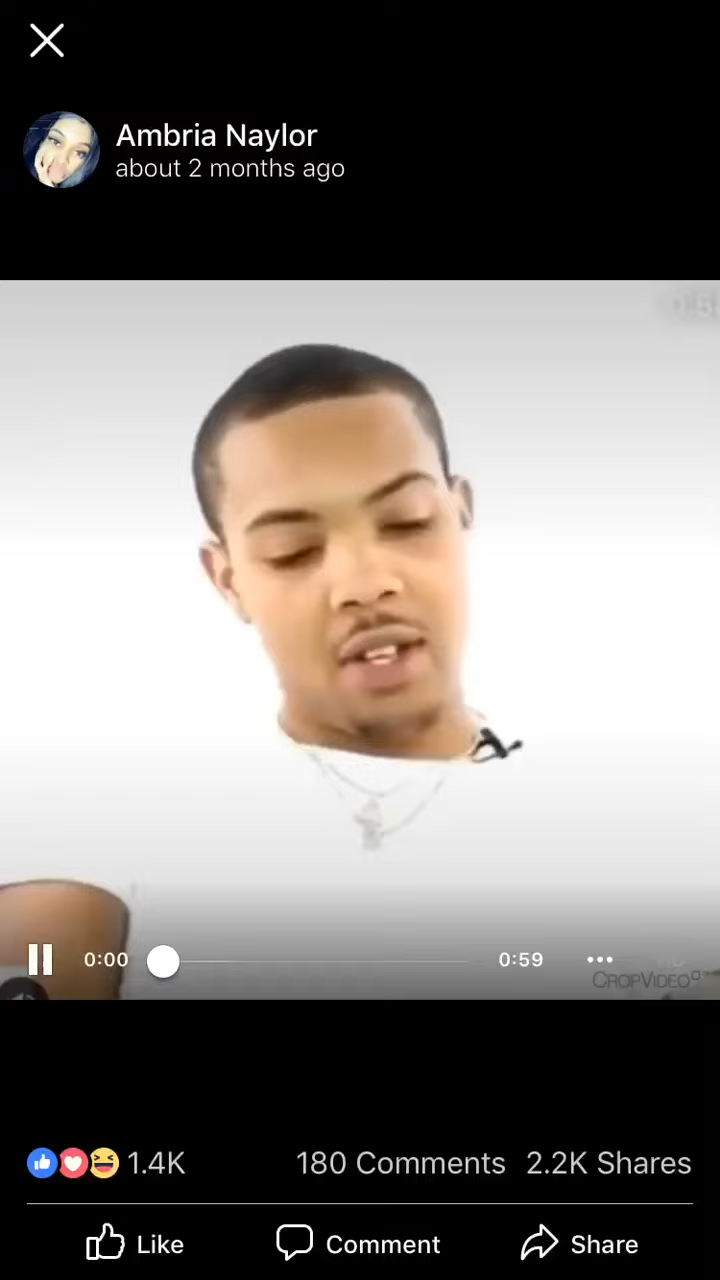 Ambria Naylor
about 2 months ago
0:00
0:59
CROPVIDEO
1.4K
180 Comments
2.2K Shares
Like
Comment
Share